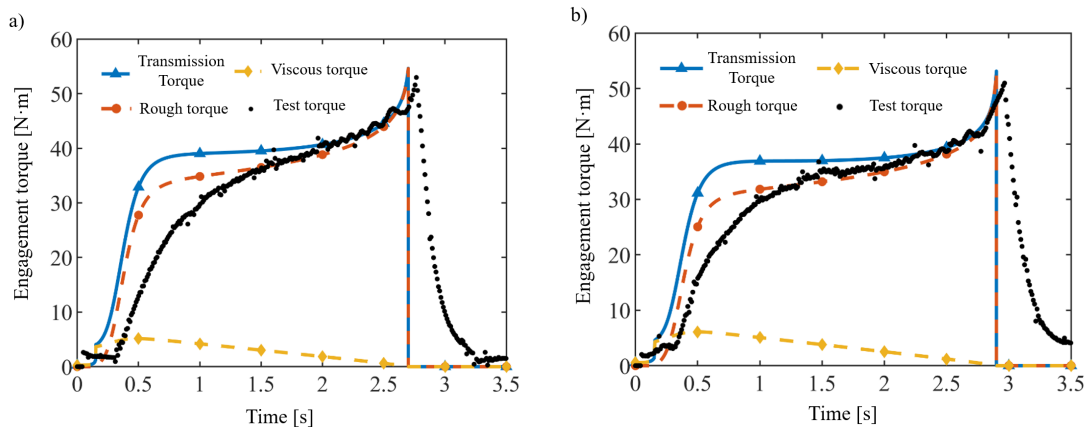 a)
60
50
40
30
20
10
0
Engagement torque [N·m]
Transmission
Torque
Viscous torque
Rough torque
Test torque
0 0.5 1 1.5 2 2.5 3 3.5
Time [s]
b)
60
50
40
30
20
10
0
Engagement torque [N·m]
Transmission
Torque
Viscous torque
Rough torque
Test torque
0 0.5 1 1.5 2 2.5 3 3.5
Time [s]